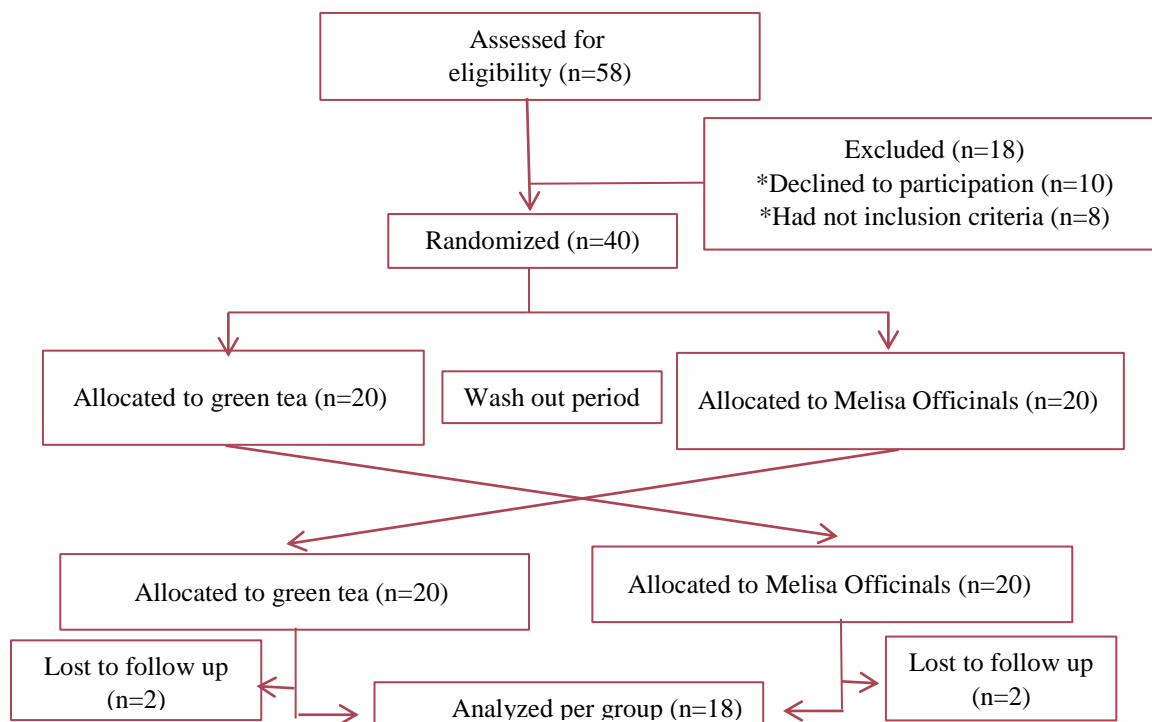 Assessed for
eligibility (n=58)
Excluded (n=18)
*Declined to participation (n=10)
*Had not inclusion criteria (n=8)
Randomized (n=40)
Allocated to green tea (n=20)
Wash out period
Allocated to Melisa Officinals (n=20)
Allocated to green tea (n=20)
Allocated to Melisa Officinals (n=20)
Lost to follow up
(n=2)
Lost to follow up
(n=2)
Analyzed per group (n=18)